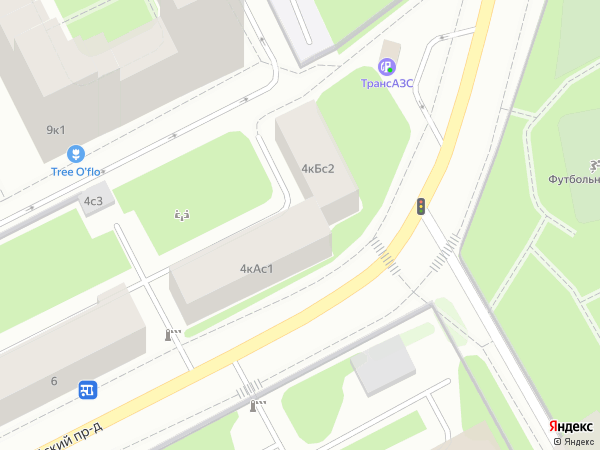 ТрансАЗС
9к1
Tree O'flo
4кБс2
Футбольн
4с3
4кАс1
6
ский пр-д
Яндекс
© Яндекс